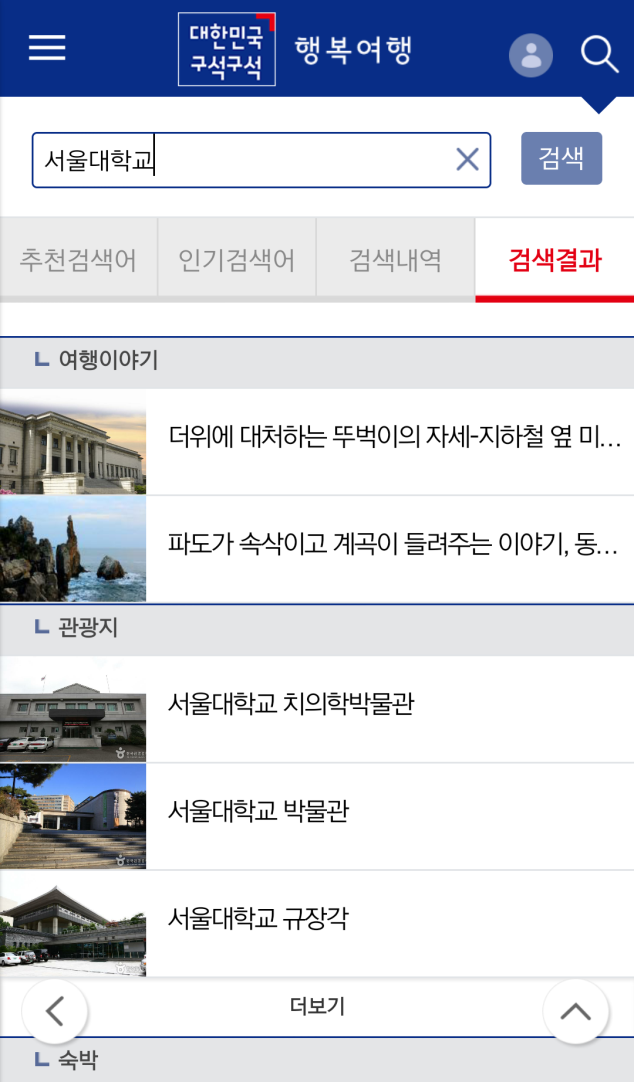 대한민국
구석구석
행복여행
서울대학교
검색
추천검색어
인기검색어
검색내역
검색결과
여행이야기
더위에 대처하는 뚜벅이의 자세-지하철 옆 미...
파도가 속삭이고 계곡이 들려주는 이야기, 동...
관광지
서울대학교 치의학박물관
서울대학교 박물관
서울대학교 규장각
더보기
숙박